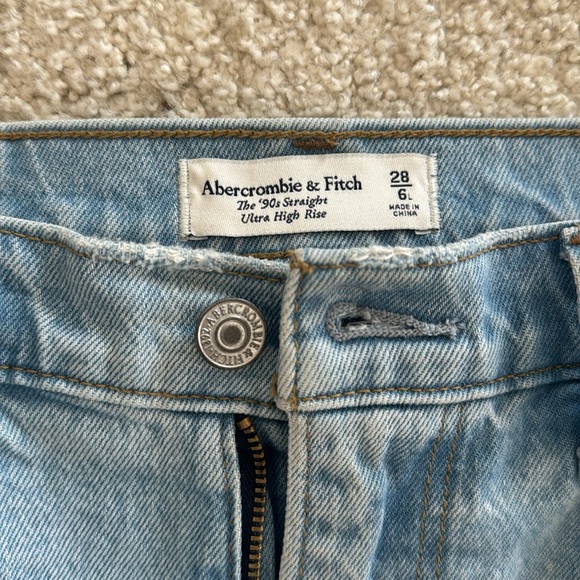 Abercrombie & Fitch
The '90s Straight
Ultra High Rise
28
6L
MADE IN
CHINA
ABERCROMBIE
& FITCH